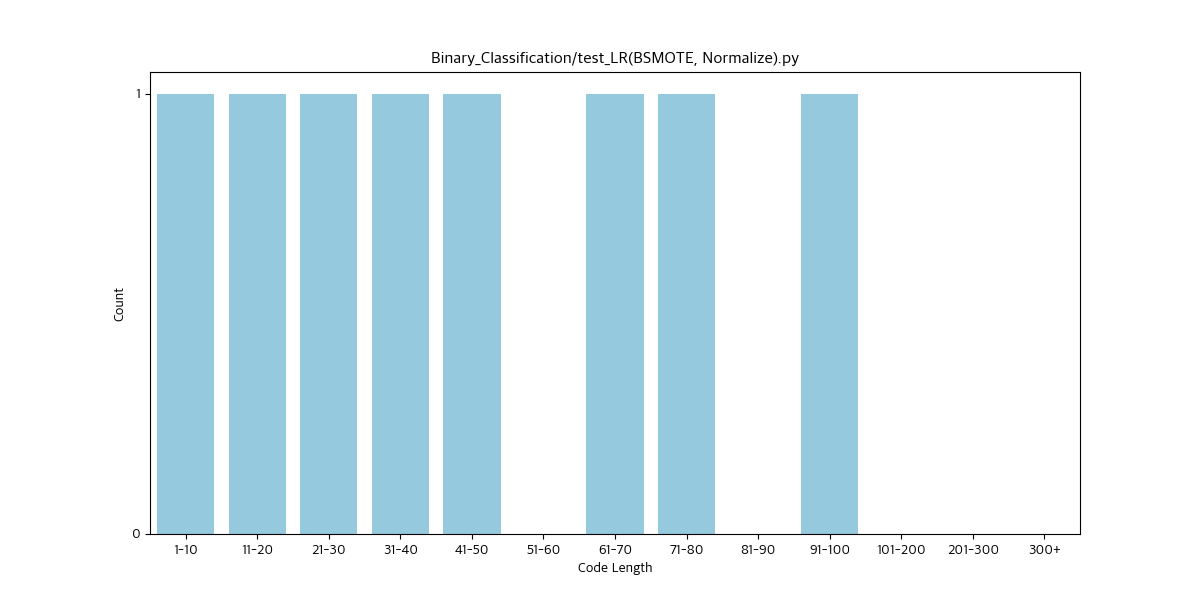 Binary_Classification/test_LR(BSMOTE, Normalize).py
1
Count
0
1-10 11-20 21-30 31-40 41-50 51-60 61-70 71-80 81-90 91-100 101-200 201-300 300+
Code Length